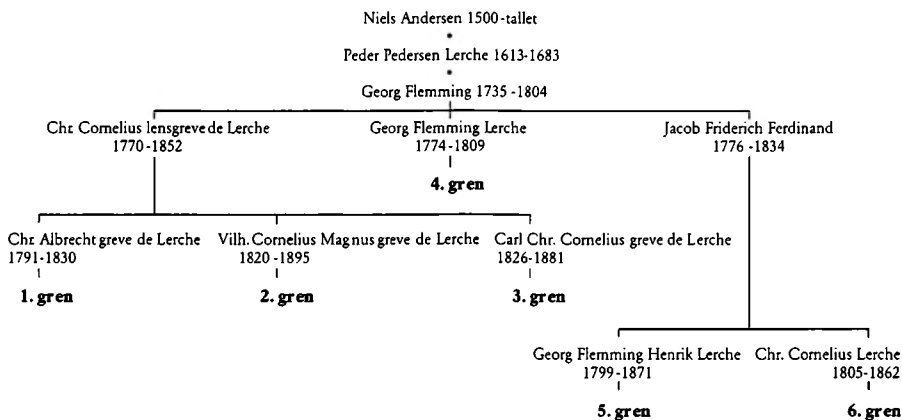 Niels Andersen 1500-tallet
Peder Pedersen Lerche 1613-1683
Georg Flemming 1735 -1804
Chr. Cornelius lensgreve de Lerche
1770-1852
Georg Flemming Lerche
1774-1809
Jacob Friderich Ferdinand
1776 -1834
4. gren
Chr. Albrecht greve de Lerche
1791-1830
Vilh. Cornelius Magnus greve de Lerche
1820 -1895
Carl Chr. Cornelius greve de Lerche
1826-1881
1. gren
2. gren
3. gren
Georg Flemming Henrik Lerche
1799-1871
Chr. Cornelius Lerche
1805-1862
5. gren
6. gren